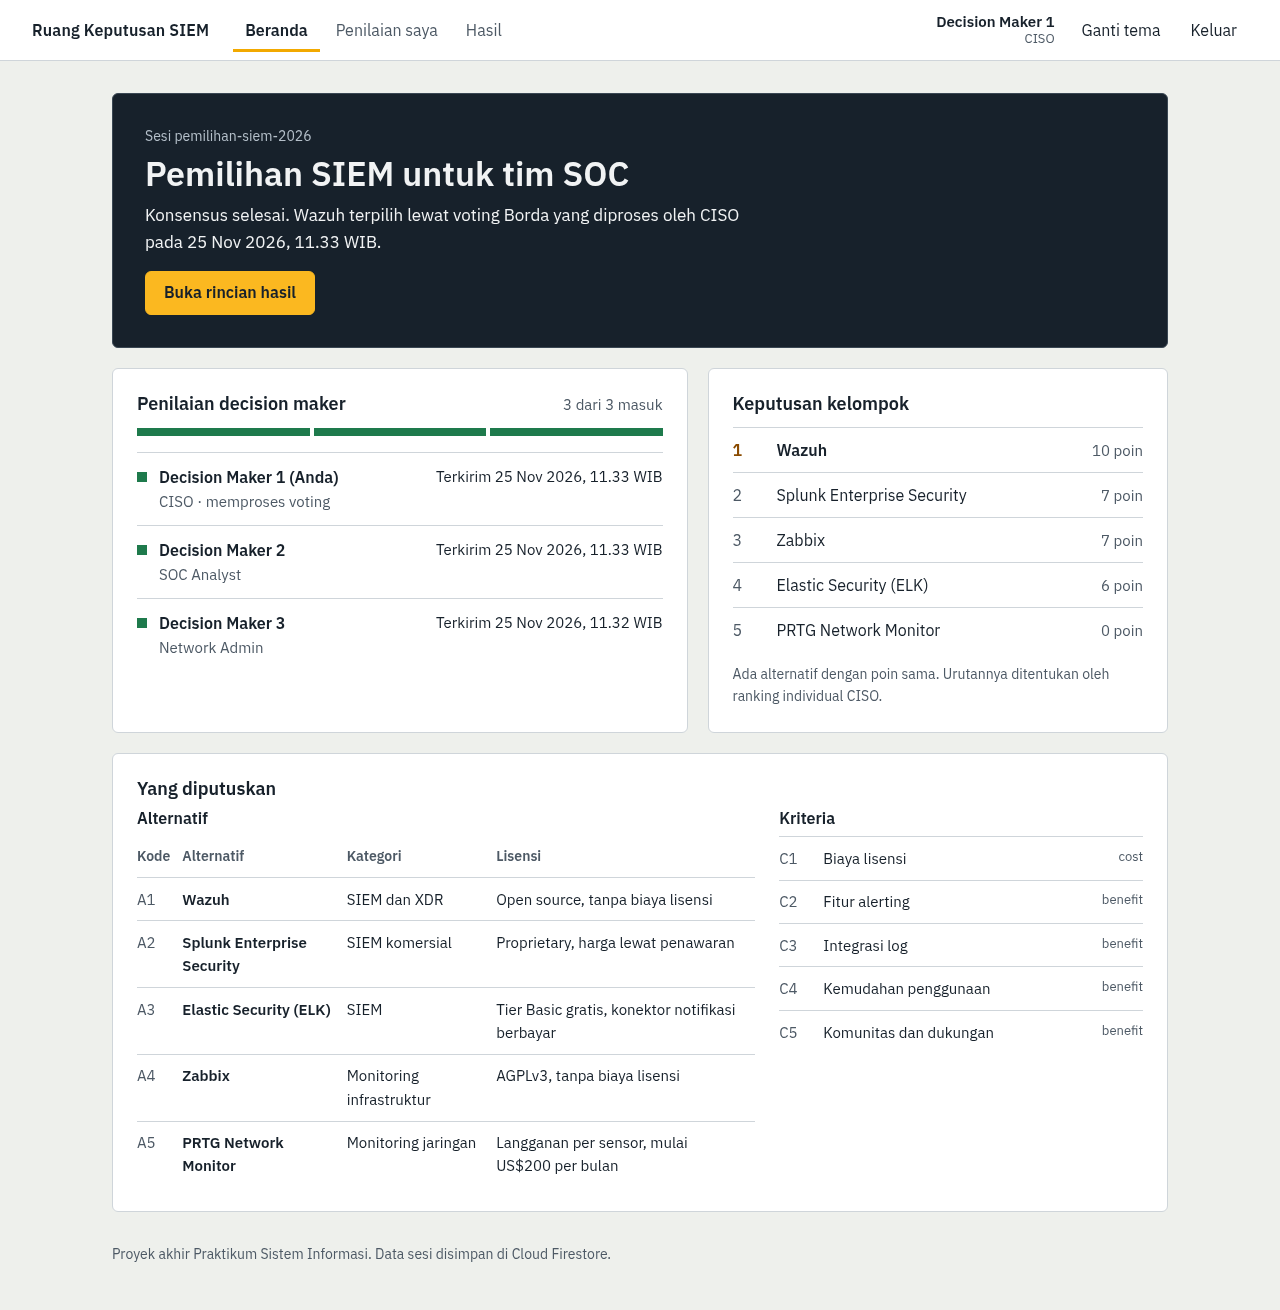 Ruang Keputusan SIEM
Beranda
Penilaian saya
Hasil
Decision Maker 1
CISO
Ganti tema
Keluar
Sesi pemilihan-siem-2026
Pemilihan SIEM untuk tim SOC
Konsensus selesai. Wazuh terpilih lewat voting Borda yang diproses oleh CISO
pada 25 Nov 2026, 11.33 WIB.
Buka rincian hasil
Penilaian decision maker
3 dari 3 masuk
Decision Maker 1 (Anda)
Terkirim 25 Nov 2026, 11.33 WIB
CISO · memproses voting
Decision Maker 2
Terkirim 25 Nov 2026, 11.33 WIB
SOC Analyst
Decision Maker 3
Terkirim 25 Nov 2026, 11.32 WIB
Network Admin
Keputusan kelompok
1 Wazuh 10 poin
2 Splunk Enterprise Security 7 poin
3 Zabbix 7 poin
4 Elastic Security (ELK) 6 poin
5 PRTG Network Monitor 0 poin
Ada alternatif dengan poin sama. Urutannya ditentukan oleh
ranking individual CISO.
Yang diputuskan
Alternatif
Kode Alternatif Kategori Lisensi
A1 Wazuh SIEM dan XDR Open source, tanpa biaya lisensi
A2 Splunk Enterprise SIEM komersial Proprietary, harga lewat penawaran
Security
A3 Elastic Security (ELK) SIEM Tier Basic gratis, konektor notifikasi
berbayar
A4 Zabbix Monitoring AGPLv3, tanpa biaya lisensi
infrastruktur
A5 PRTG Network Monitoring jaringan Langganan per sensor, mulai
Monitor US$200 per bulan
Kriteria
C1 Biaya lisensi cost
C2 Fitur alerting benefit
C3 Integrasi log benefit
C4 Kemudahan penggunaan benefit
C5 Komunitas dan dukungan benefit
Proyek akhir Praktikum Sistem Informasi. Data sesi disimpan di Cloud Firestore.